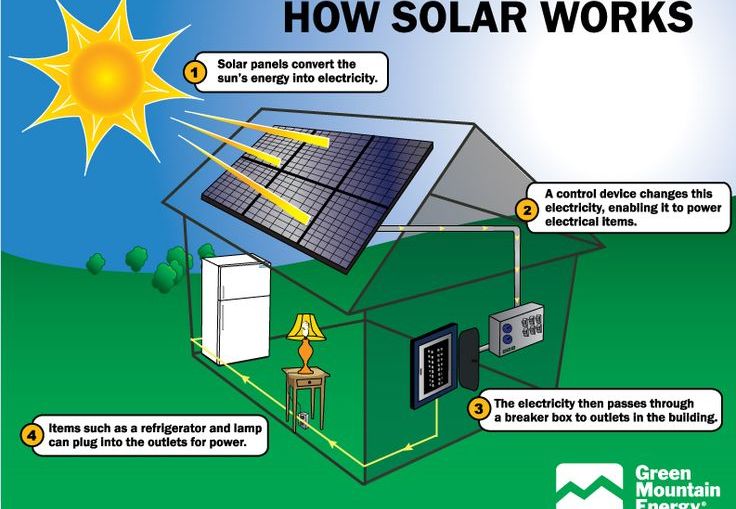 HOW SOLAR WORKS
1
Solar panels convert the
sun's energy into electricity.
2
A control device changes this
electricity, enabling it to power
electrical items.
3
The electricity then passes through
a breaker box to outlets in the building.
4
Items such as a refrigerator and lamp
can plug into the outlets for power.
Green
Mountain
Energy®